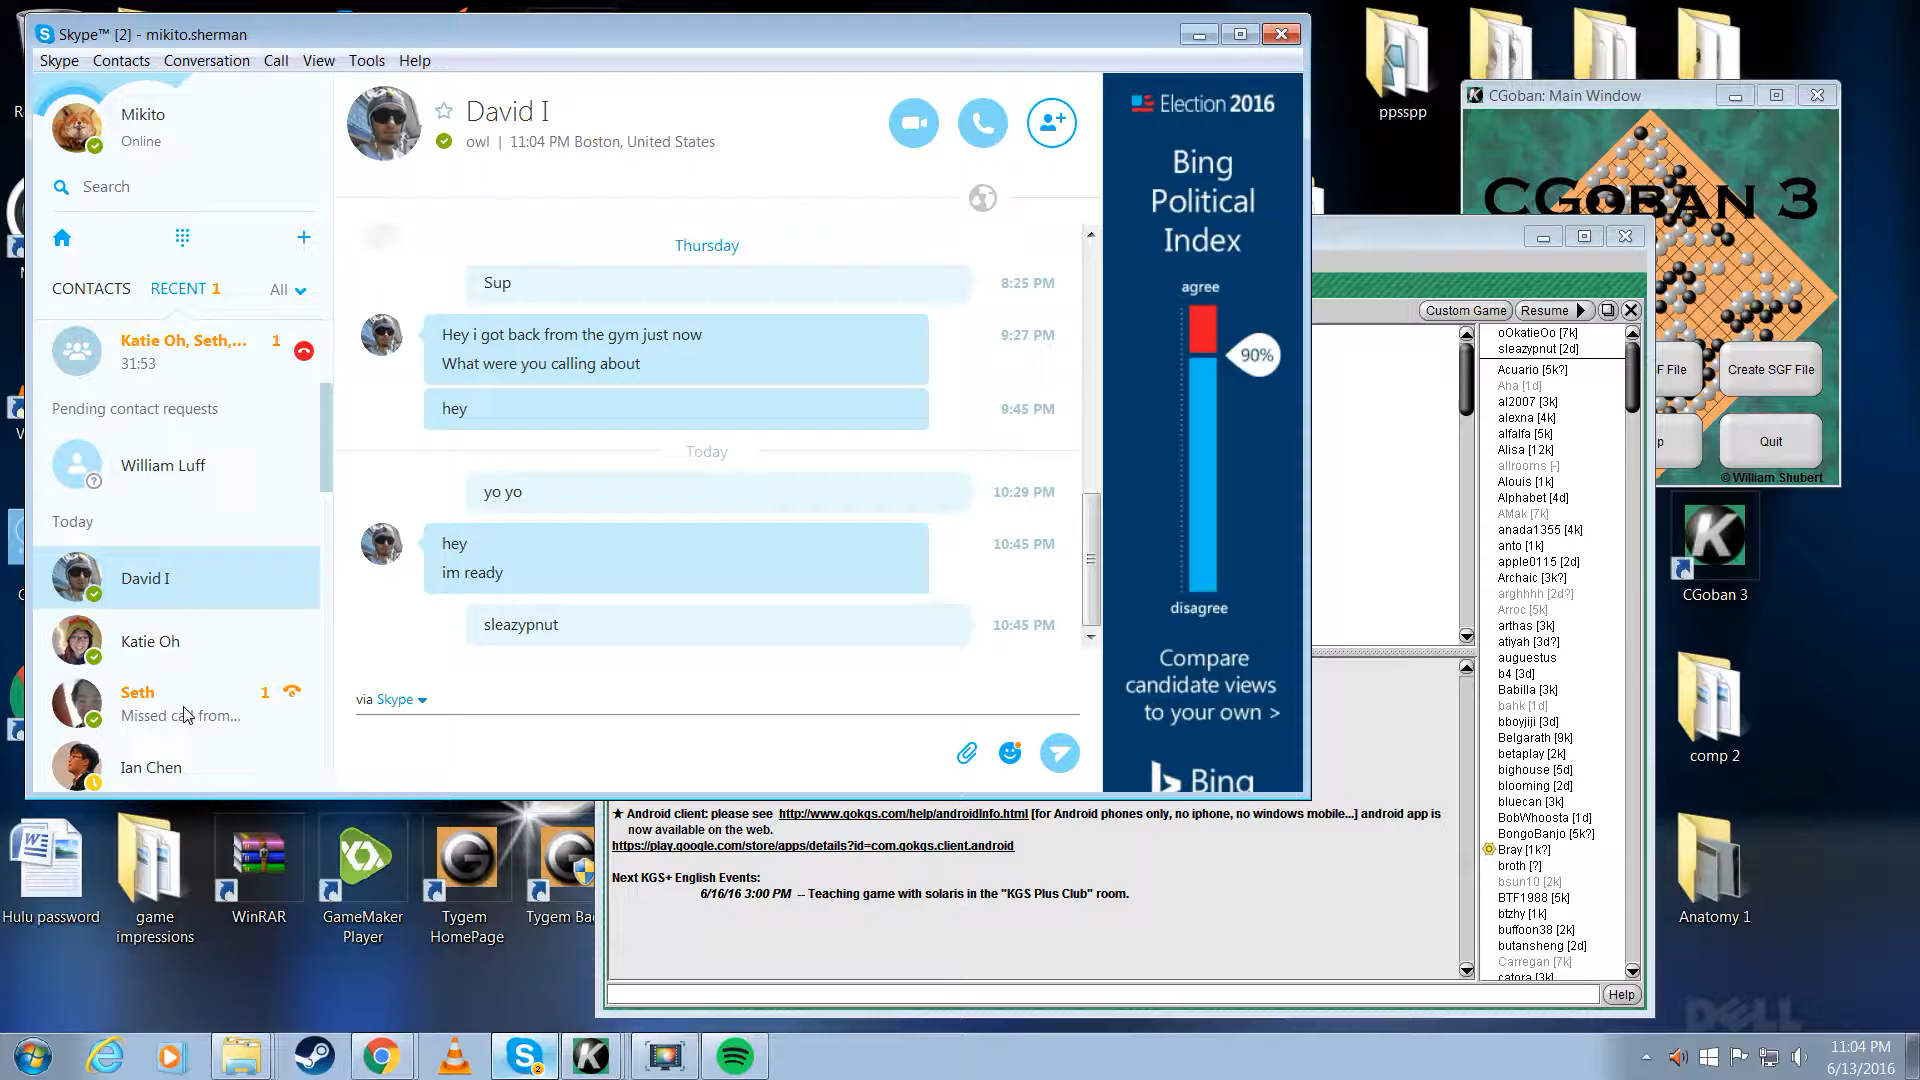 Skype™ [2] - mikito.sherman
Skype Contacts Conversation Call View Tools Help
Mikito
Online
Search
CONTACTS RECENT 1 All
Katie Oh, Seth,... 1
31:53
Pending contact requests
William Luff
Today
David I
Katie Oh
Seth 1
Missed call from...
Ian Chen
David I
owl | 11:04 PM Boston, United States
Thursday
Sup 8:25 PM
Hey i got back from the gym just now 9:27 PM
What were you calling about
hey 9:45 PM
Today
yo yo 10:29 PM
hey 10:45 PM
im ready
sleazypnut 10:45 PM
via Skype
Election 2016
Bing
Political
Index
agree
90%
disagree
Compare
candidate views
to your own >
Bing
ppsspp
CGoban: Main Window
CGOBAN 3
Create SGF File
Quit
© William Shubert
Custom Game Resume
oOkatieOo [7k]
sleazypnut [2d]
Acuario [5k?]
Aha [1d]
al2007 [3k]
alexna [4k]
alfalfa [5k]
Alisa [12k]
allrooms [-]
Alouis [1k]
Alphabet [4d]
AMak [7k]
anada1355 [4k]
anto [1k]
apple0115 [2d]
Archaic [3k?]
arghhhh [2d?]
Arroc [5k]
arthas [3k]
atiyah [3d?]
auguestus
b4 [3d]
Babilla [3k]
bahk [1d]
bboyjiji [3d]
Belgarath [9k]
betaplay [2k]
bighouse [5d]
blooming [2d]
bluecan [3k]
BobWhoosta [1d]
BongoBanjo [5k?]
Bray [1k?]
broth [?]
bsun10 [2k]
BTF1988 [5k]
btzhy [1k]
buffoon38 [2k]
butansheng [2d]
Carregan [7k]
catora [3k]
★ Android client: please see http://www.gokgs.com/help/androidInfo.html [for Android phones only, no iphone, no windows mobile...] android app is
now available on the web.
https://play.google.com/store/apps/details?id=com.gokgs.client.android
Next KGS+ English Events:
6/16/16 3:00 PM -- Teaching game with solaris in the "KGS Plus Club" room.
Help
CGoban 3
comp 2
Anatomy 1
Hulu password
game
impressions
WinRAR
GameMaker
Player
Tygem
HomePage
Tygem Ba
DELL
11:04 PM
6/13/2016